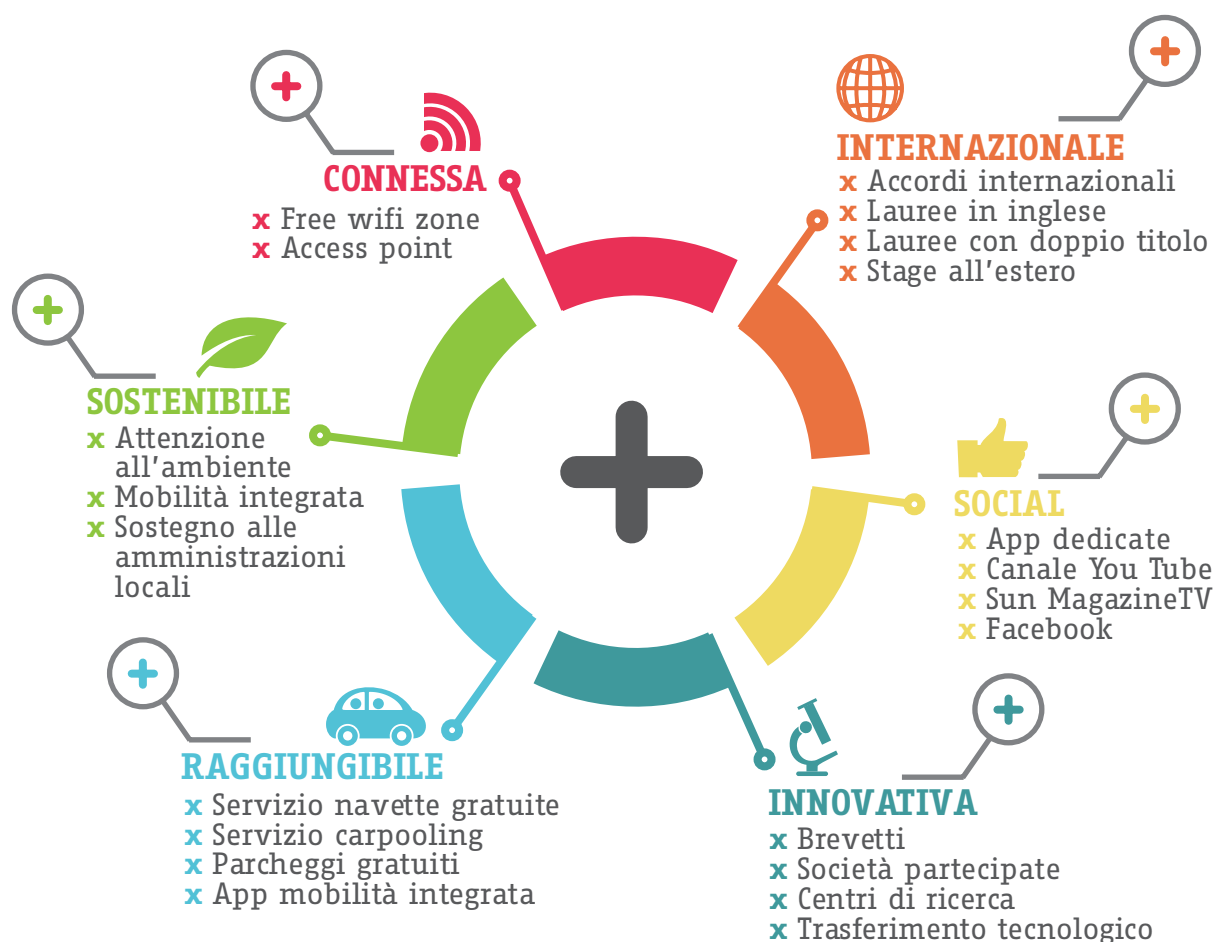 CONNESSA
x Free wifi zone
x Access point
INTERNAZIONALE
x Accordi internazionali
x Lauree in inglese
x Lauree con doppio titolo
x Stage all'estero
SOSTENIBILE
x Attenzione
all'ambiente
x Mobilità integrata
x Sostegno alle
amministrazioni
locali
SOCIAL
x App dedicate
x Canale You Tube
x Sun MagazineTV
x Facebook
RAGGIUNGIBILE
x Servizio navette gratuite
x Servizio carpooling
x Parcheggi gratuiti
x App mobilità integrata
INNOVATIVA
x Brevetti
x Società partecipate
x Centri di ricerca
x Trasferimento tecnologico